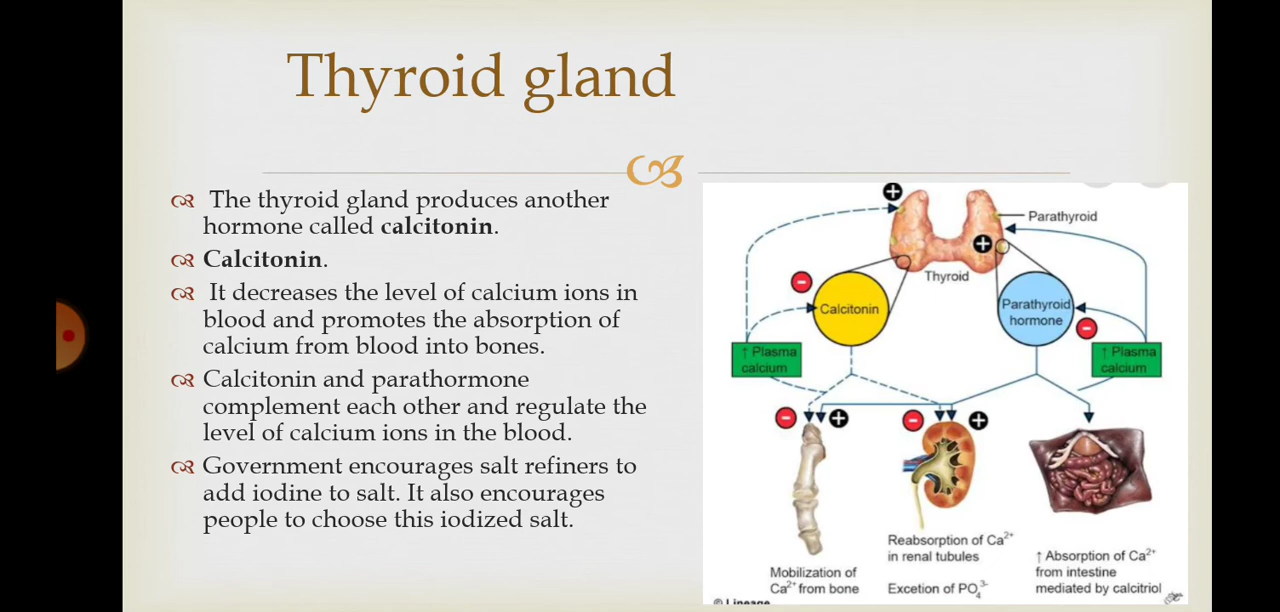 Thyroid gland
The thyroid gland produces another
hormone called calcitonin.
Calcitonin.
It decreases the level of calcium ions in
blood and promotes the absorption of
calcium from blood into bones.
Calcitonin and parathormone
complement each other and regulate the
level of calcium ions in the blood.
Government encourages salt refiners to
add iodine to salt. It also encourages
people to choose this iodized salt.
+
Parathyroid
+
Thyroid
-
Calcitonin
Parathyroid
hormone
-
↑ Plasma
calcium
↑ Plasma
calcium
- +
- +
Mobilization of
Ca²⁺ from bone
Reabsorption of Ca²⁺
in renal tubules
Excetion of PO₄³⁻
↑ Absorption of Ca²⁺
from intestine
mediated by calcitriol
© Lineage